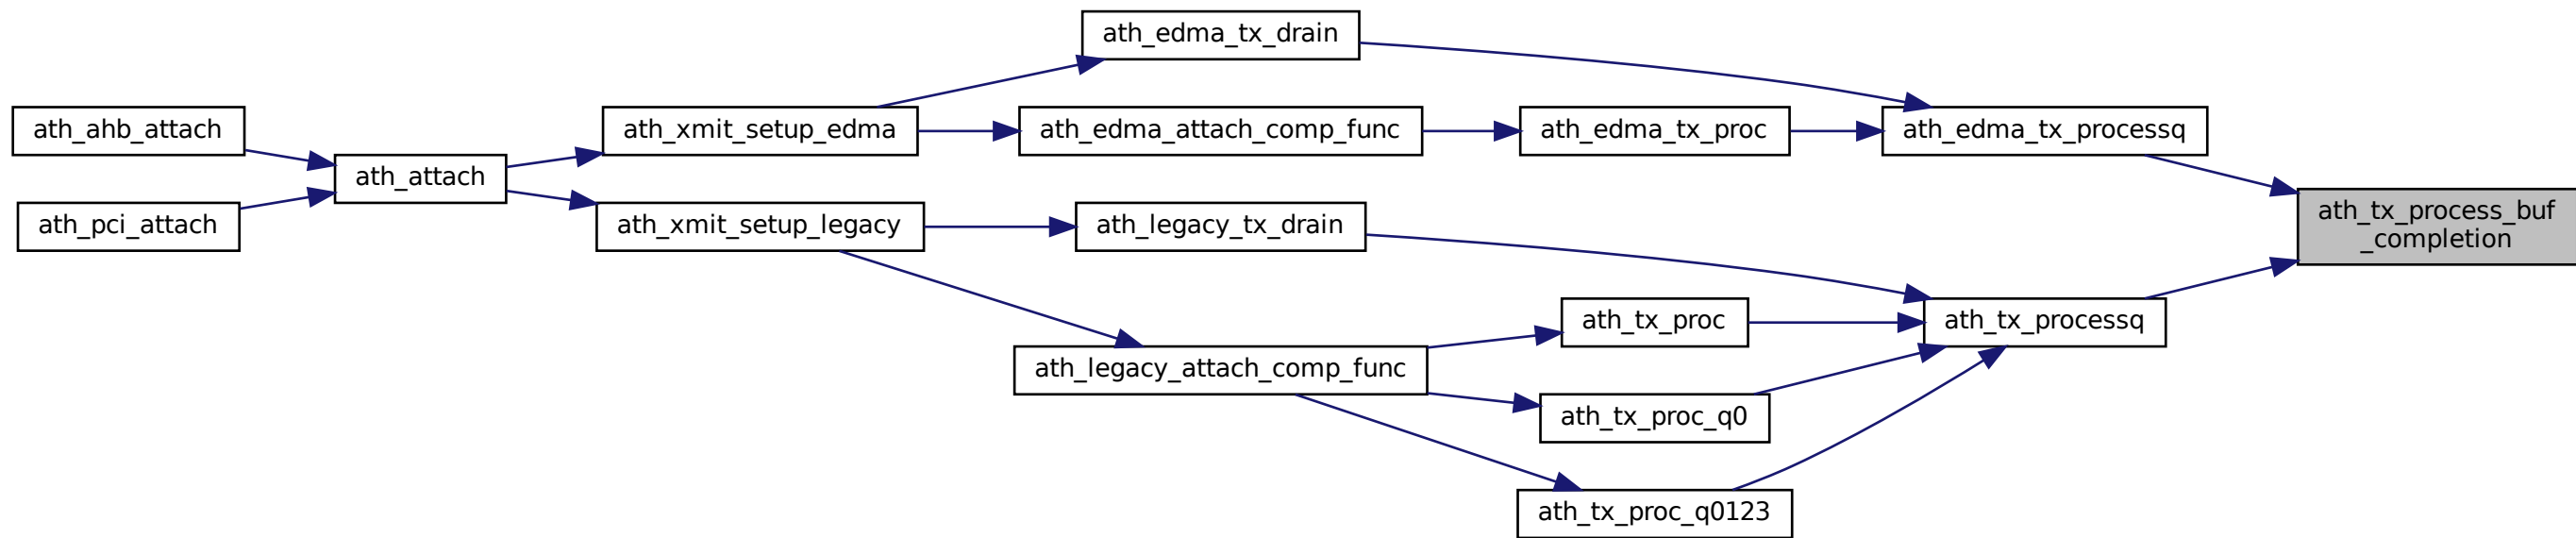 ath_edma_tx_drain
ath_ahb_attach
ath_xmit_setup_edma
ath_edma_attach_comp_func
ath_edma_tx_proc
ath_edma_tx_processq
ath_attach
ath_tx_process_buf
_completion
ath_pci_attach
ath_xmit_setup_legacy
ath_legacy_tx_drain
ath_tx_proc
ath_tx_processq
ath_legacy_attach_comp_func
ath_tx_proc_q0
ath_tx_proc_q0123